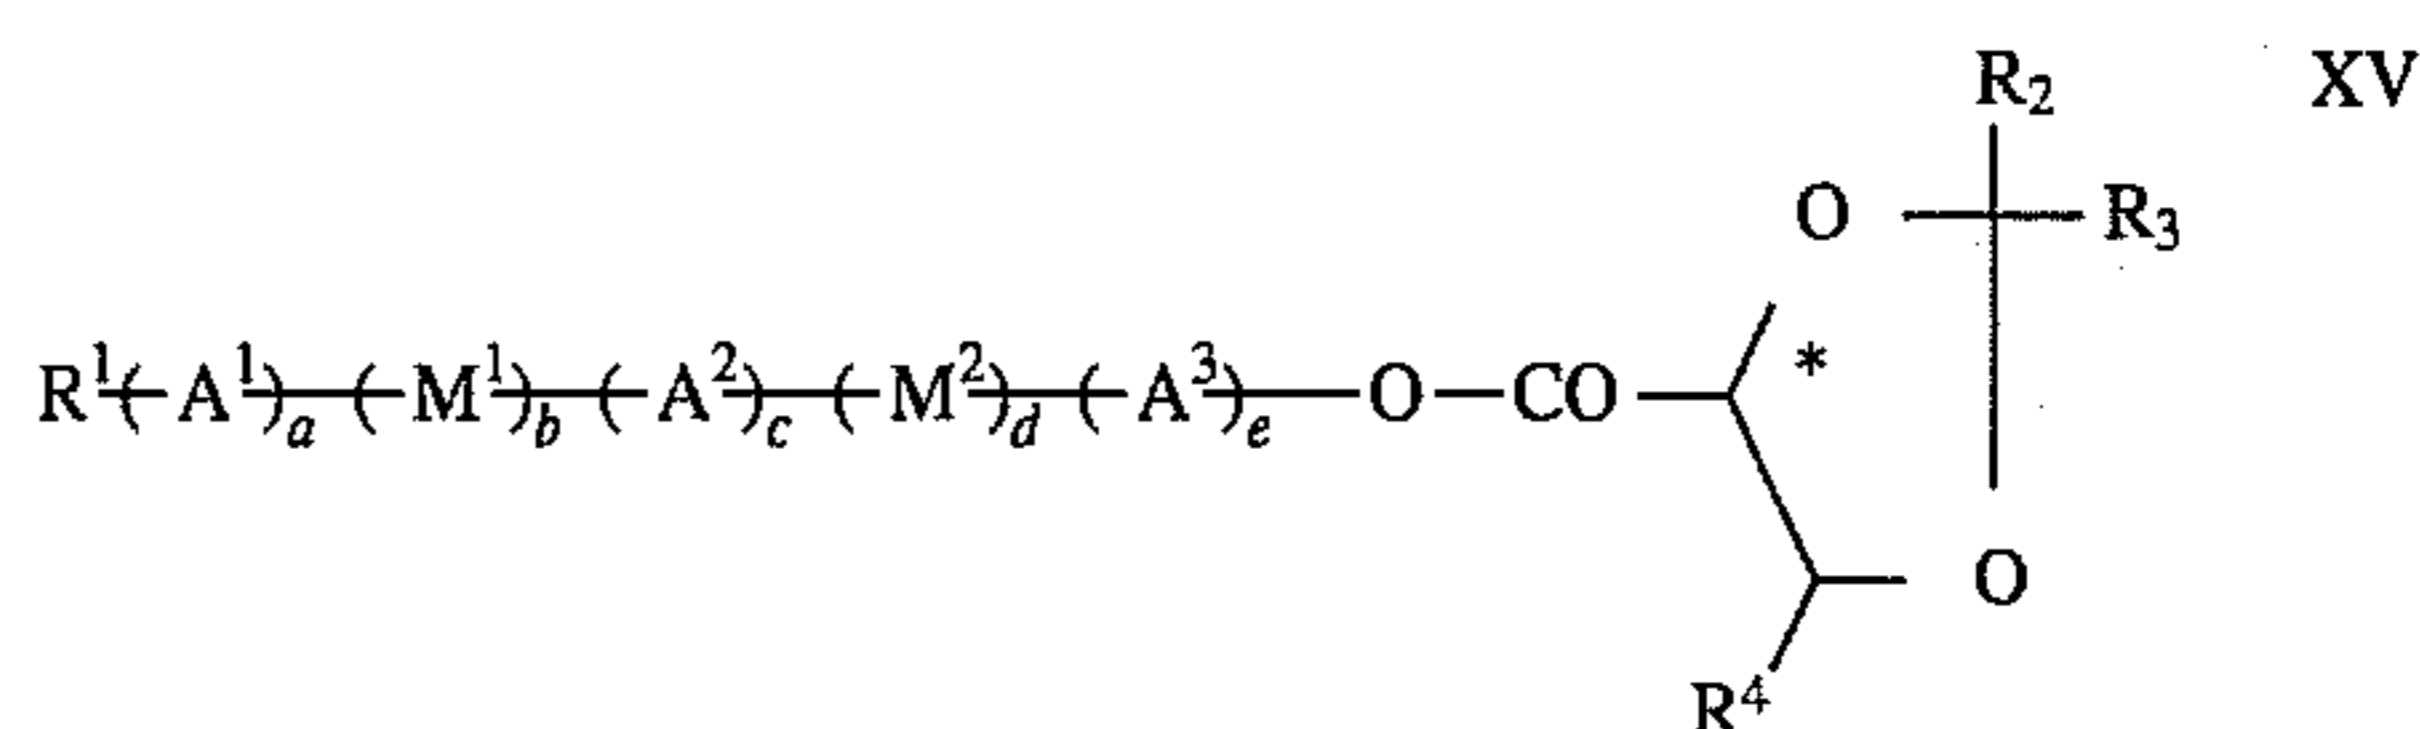 R₂ XV
O R₃
R¹(A¹)a(M¹)b(A²)c(M²)d(A³)e—O—CO *
O
R⁴